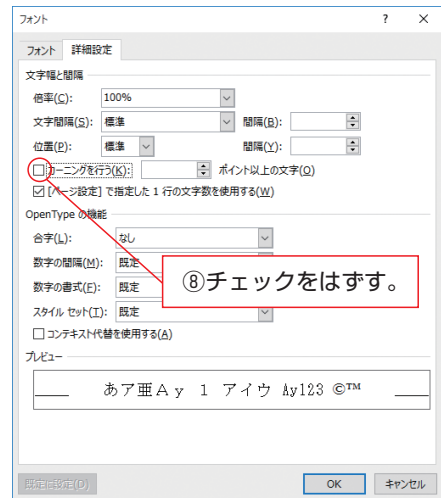 フォント ? ×
フォント 詳細設定
文字幅と間隔
倍率(C): 100%
文字間隔(S): 標準 間隔(B):
位置(P): 標準 間隔(Y):
カーニングを行う(K): ポイント以上の文字(O)
[ページ設定] で指定した 1 行の文字数を使用する(W)
OpenType の機能
合字(L): なし
数字の間隔(M): 既定
数字の書式(F): 既定
スタイル セット(T): 既定
⑧チェックをはずす。
コンテキスト代替を使用する(A)
プレビュー
あア亜Ａｙ １ アイウ Ay123 ©™
既定に設定(D) OK キャンセル